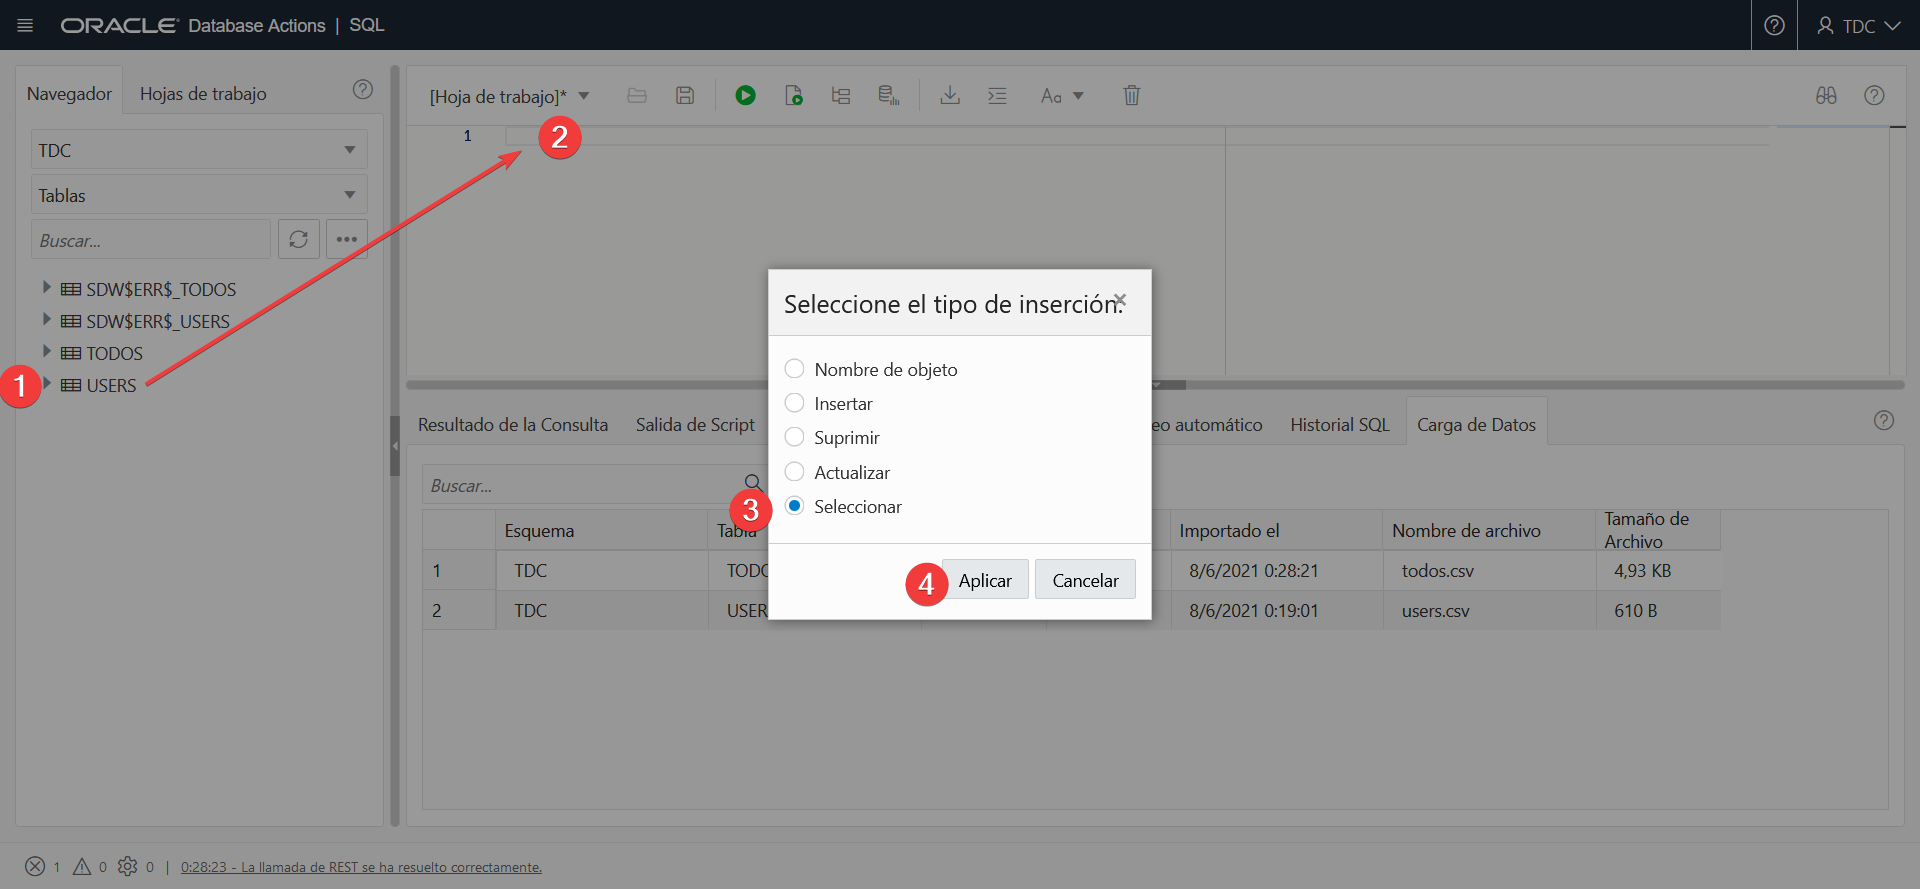 ORACLE Database Actions | SQL
TDC
Navegador
Hojas de trabajo
TDC
Tablas
Buscar...
SDW$ERR$_TODOS
SDW$ERR$_USERS
TODOS
1
USERS
[Hoja de trabajo]*
Aa
1
2
Seleccione el tipo de inserción:
Nombre de objeto
Insertar
Suprimir
Actualizar
3
Seleccionar
4
Aplicar
Cancelar
Resultado de la Consulta
Salida de Script
automático
Historial SQL
Carga de Datos
Buscar...
Esquema
Tabla
Importado el
Nombre de archivo
Tamaño de
Archivo
1 TDC TODO 8/6/2021 0:28:21 todos.csv 4,93 KB
2 TDC USER 8/6/2021 0:19:01 users.csv 610 B
1 0 0 | 0:28:23 - La llamada de REST se ha resuelto correctamente.